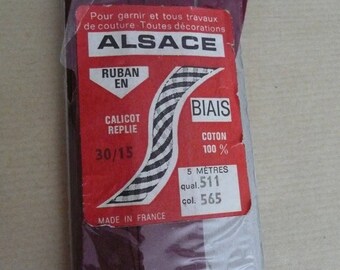 Pour garnir et tous travaux
de couture - Toutes décorations
ALSACE
RUBAN
EN
BIAIS
CALICOT
REPLIE
COTON
100 %
30/15
5 MÈTRES
qual. 511
col. 565
MADE IN FRANCE